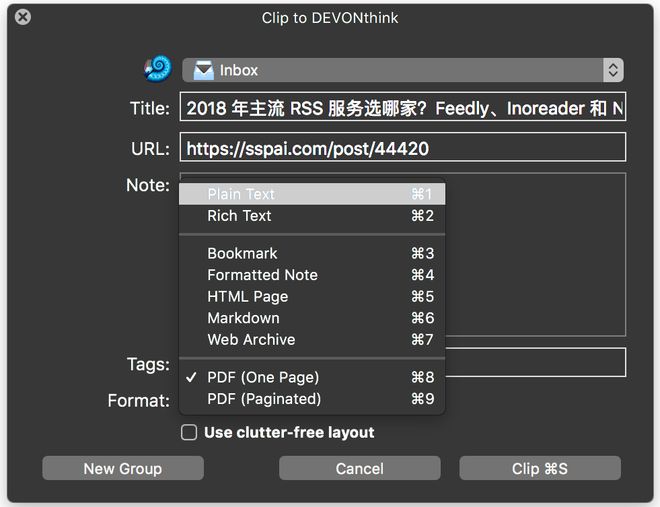 Clip to DEVONthink
Inbox
Title: 2018 年主流 RSS 服务选哪家？Feedly、Inoreader 和 N
URL: https://sspai.com/post/44420
Note:
Plain Text ⌘1
Rich Text ⌘2
Bookmark ⌘3
Formatted Note ⌘4
HTML Page ⌘5
Markdown ⌘6
Web Archive ⌘7
Tags:
✓ PDF (One Page) ⌘8
Format:
PDF (Paginated) ⌘9
Use clutter-free layout
New Group Cancel Clip ⌘S